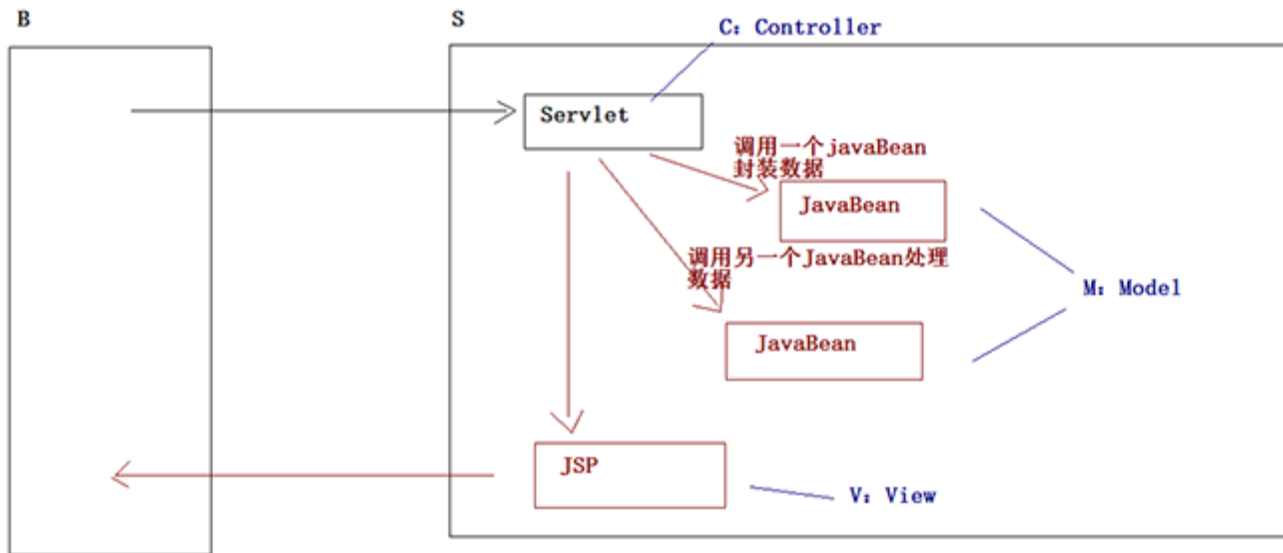 B
S
C：Controller
Servlet
调用一个javaBean
封装数据
JavaBean
调用另一个JavaBean处理
数据
M：Model
JavaBean
JSP
V：View